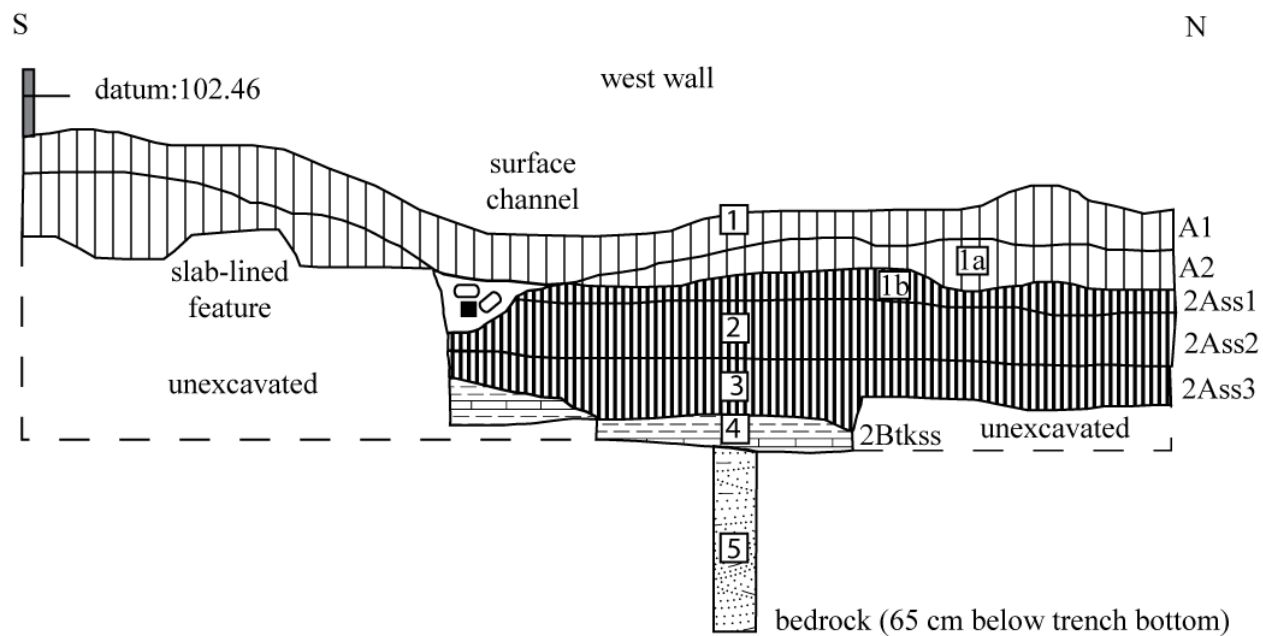 S
N
datum:102.46
west wall
surface
channel
1
A1
1a
A2
slab-lined
feature
1b
2Ass1
2
2Ass2
unexcavated
3
2Ass3
4
2Btkss
unexcavated
5
bedrock (65 cm below trench bottom)